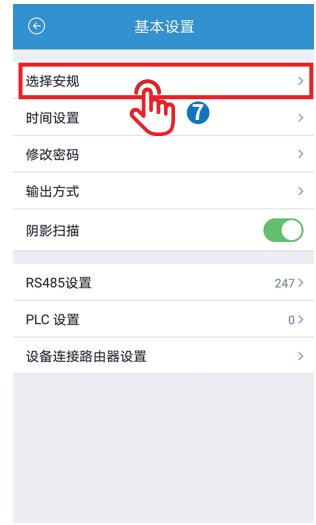 基本设置
选择安规
7
时间设置
修改密码
输出方式
阴影扫描
RS485设置 247
PLC 设置 0
设备连接路由器设置